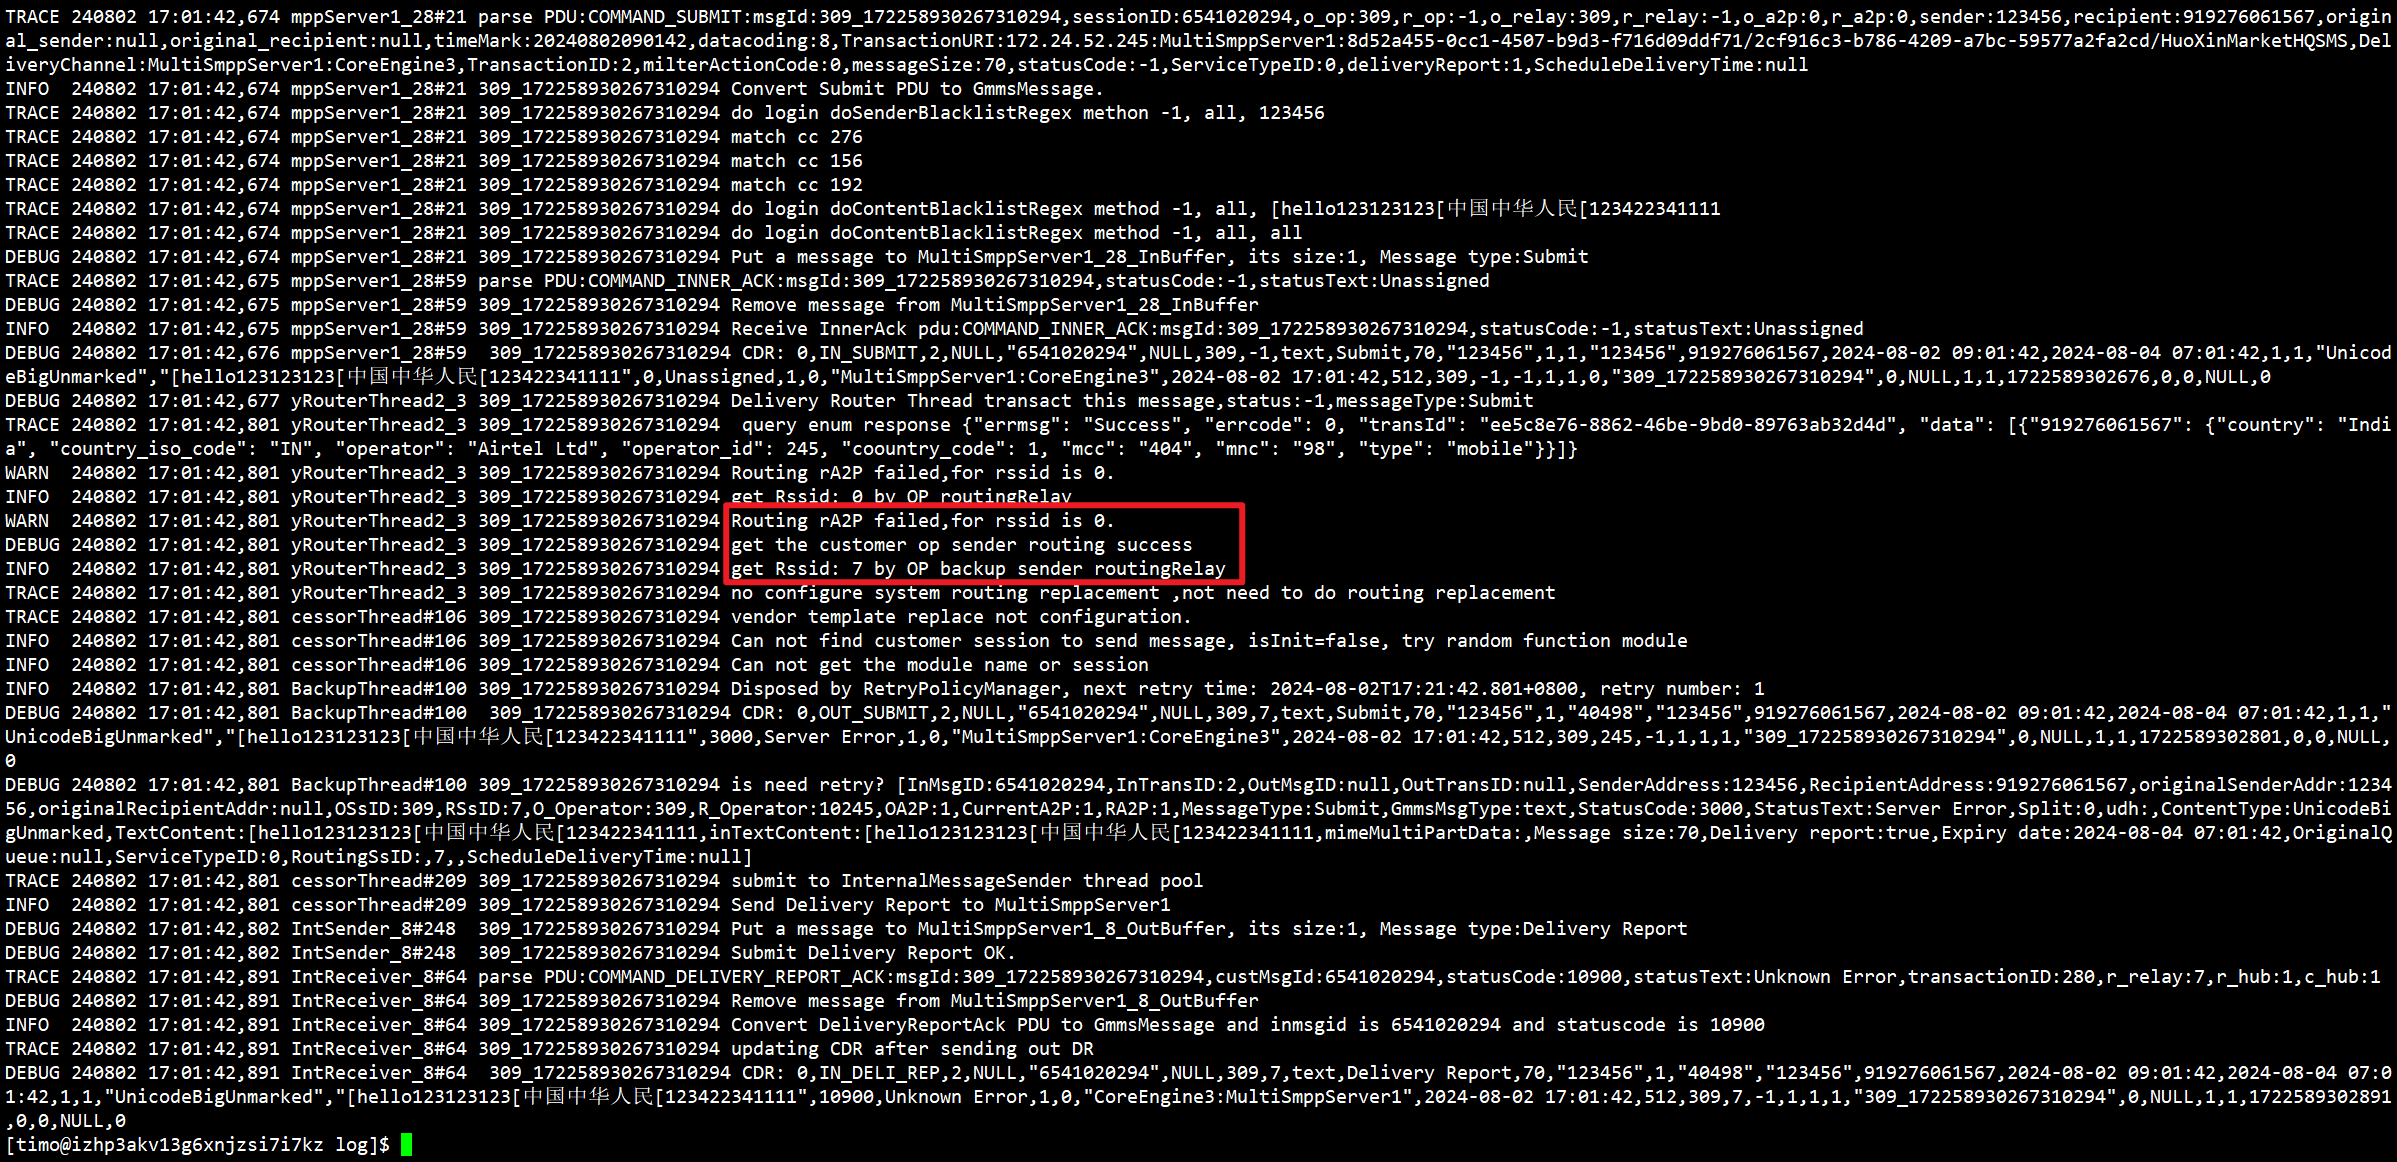 TRACE 240802 17:01:42,674 mppServer1_28#21 parse PDU:COMMAND_SUBMIT:msgId:309_172258930267310294,sessionID:6541020294,o_op:309,r_op:-1,o_relay:309,r_relay:-1,o_a2p:0,r_a2p:0,sender:123456,recipient:919276061567,origin
al_sender:null,original_recipient:null,timeMark:20240802090142,datacoding:8,TransactionURI:172.24.52.245:MultiSmppServer1:8d52a455-0cc1-4507-b9d3-f716d09ddf71/2cf916c3-b786-4209-a7bc-59577a2fa2cd/HuoXinMarketHQSMS,Del
iveryChannel:MultiSmppServer1:CoreEngine3,TransactionID:2,milterActionCode:0,messageSize:70,statusCode:-1,ServiceTypeID:0,deliveryReport:1,ScheduleDeliveryTime:null
INFO  240802 17:01:42,674 mppServer1_28#21 309_172258930267310294 Convert Submit PDU to GmmsMessage.
TRACE 240802 17:01:42,674 mppServer1_28#21 309_172258930267310294 do login doSenderBlacklistRegex methon -1, all, 123456
TRACE 240802 17:01:42,674 mppServer1_28#21 309_172258930267310294 match cc 276
TRACE 240802 17:01:42,674 mppServer1_28#21 309_172258930267310294 match cc 156
TRACE 240802 17:01:42,674 mppServer1_28#21 309_172258930267310294 match cc 192
TRACE 240802 17:01:42,674 mppServer1_28#21 309_172258930267310294 do login doContentBlacklistRegex method -1, all, [hello123123123[中国中华人民[123422341111
TRACE 240802 17:01:42,674 mppServer1_28#21 309_172258930267310294 do login doContentBlacklistRegex method -1, all, all
DEBUG 240802 17:01:42,674 mppServer1_28#21 309_172258930267310294 Put a message to MultiSmppServer1_28_InBuffer, its size:1, Message type:Submit
TRACE 240802 17:01:42,675 mppServer1_28#59 parse PDU:COMMAND_INNER_ACK:msgId:309_172258930267310294,statusCode:-1,statusText:Unassigned
DEBUG 240802 17:01:42,675 mppServer1_28#59 309_172258930267310294 Remove message from MultiSmppServer1_28_InBuffer
INFO  240802 17:01:42,675 mppServer1_28#59 309_172258930267310294 Receive InnerAck pdu:COMMAND_INNER_ACK:msgId:309_172258930267310294,statusCode:-1,statusText:Unassigned
DEBUG 240802 17:01:42,676 mppServer1_28#59  309_172258930267310294 CDR: 0,IN_SUBMIT,2,NULL,"6541020294",NULL,309,-1,text,Submit,70,"123456",1,1,"123456",919276061567,2024-08-02 09:01:42,2024-08-04 07:01:42,1,1,"Unicod
eBigUnmarked","[hello123123123[中国中华人民[123422341111",0,Unassigned,1,0,"MultiSmppServer1:CoreEngine3",2024-08-02 17:01:42,512,309,-1,-1,1,1,0,"309_172258930267310294",0,NULL,1,1,1722589302676,0,0,NULL,0
DEBUG 240802 17:01:42,677 yRouterThread2_3 309_172258930267310294 Delivery Router Thread transact this message,status:-1,messageType:Submit
TRACE 240802 17:01:42,801 yRouterThread2_3 309_172258930267310294  query enum response {"errmsg": "Success", "errcode": 0, "transId": "ee5c8e76-8862-46be-9bd0-89763ab32d4d", "data": [{"919276061567": {"country": "Indi
a", "country_iso_code": "IN", "operator": "Airtel Ltd", "operator_id": 245, "coountry_code": 1, "mcc": "404", "mnc": "98", "type": "mobile"}}]}
WARN  240802 17:01:42,801 yRouterThread2_3 309_172258930267310294 Routing rA2P failed,for rssid is 0.
INFO  240802 17:01:42,801 yRouterThread2_3 309_172258930267310294 get Rssid: 0 by OP routingRelay
WARN  240802 17:01:42,801 yRouterThread2_3 309_172258930267310294 Routing rA2P failed,for rssid is 0.
DEBUG 240802 17:01:42,801 yRouterThread2_3 309_172258930267310294 get the customer op sender routing success
INFO  240802 17:01:42,801 yRouterThread2_3 309_172258930267310294 get Rssid: 7 by OP backup sender routingRelay
TRACE 240802 17:01:42,801 yRouterThread2_3 309_172258930267310294 no configure system routing replacement ,not need to do routing replacement
TRACE 240802 17:01:42,801 cessorThread#106 309_172258930267310294 vendor template replace not configuration.
INFO  240802 17:01:42,801 cessorThread#106 309_172258930267310294 Can not find customer session to send message, isInit=false, try random function module
INFO  240802 17:01:42,801 cessorThread#106 309_172258930267310294 Can not get the module name or session
INFO  240802 17:01:42,801 BackupThread#100 309_172258930267310294 Disposed by RetryPolicyManager, next retry time: 2024-08-02T17:21:42.801+0800, retry number: 1
DEBUG 240802 17:01:42,801 BackupThread#100  309_172258930267310294 CDR: 0,OUT_SUBMIT,2,NULL,"6541020294",NULL,309,7,text,Submit,70,"123456",1,"40498","123456",919276061567,2024-08-02 09:01:42,2024-08-04 07:01:42,1,1,"
UnicodeBigUnmarked","[hello123123123[中国中华人民[123422341111",3000,Server Error,1,0,"MultiSmppServer1:CoreEngine3",2024-08-02 17:01:42,512,309,245,-1,1,1,1,"309_172258930267310294",0,NULL,1,1,1722589302801,0,0,NULL,
0
DEBUG 240802 17:01:42,801 BackupThread#100 309_172258930267310294 is need retry? [InMsgID:6541020294,InTransID:2,OutMsgID:null,OutTransID:null,SenderAddress:123456,RecipientAddress:919276061567,originalSenderAddr:1234
56,originalRecipientAddr:null,OSsID:309,RSsID:7,O_Operator:309,R_Operator:10245,OA2P:1,CurrentA2P:1,RA2P:1,MessageType:Submit,GmmsMsgType:text,StatusCode:3000,StatusText:Server Error,Split:0,udh:,ContentType:UnicodeBi
gUnmarked,TextContent:[hello123123123[中国中华人民[123422341111,inTextContent:[hello123123123[中国中华人民[123422341111,mimeMultiPartData:,Message size:70,Delivery report:true,Expiry date:2024-08-04 07:01:42,OriginalQ
ueue:null,ServiceTypeID:0,RoutingSsID:,7,,ScheduleDeliveryTime:null]
TRACE 240802 17:01:42,801 cessorThread#209 309_172258930267310294 submit to InternalMessageSender thread pool
INFO  240802 17:01:42,801 cessorThread#209 309_172258930267310294 Send Delivery Report to MultiSmppServer1
DEBUG 240802 17:01:42,802 IntSender_8#248  309_172258930267310294 Put a message to MultiSmppServer1_8_OutBuffer, its size:1, Message type:Delivery Report
DEBUG 240802 17:01:42,802 IntSender_8#248  309_172258930267310294 Submit Delivery Report OK.
TRACE 240802 17:01:42,891 IntReceiver_8#64 parse PDU:COMMAND_DELIVERY_REPORT_ACK:msgId:309_172258930267310294,custMsgId:6541020294,statusCode:10900,statusText:Unknown Error,transactionID:280,r_relay:7,r_hub:1,c_hub:1
DEBUG 240802 17:01:42,891 IntReceiver_8#64 309_172258930267310294 Remove message from MultiSmppServer1_8_OutBuffer
INFO  240802 17:01:42,891 IntReceiver_8#64 309_172258930267310294 Convert DeliveryReportAck PDU to GmmsMessage and inmsgid is 6541020294 and statuscode is 10900
TRACE 240802 17:01:42,891 IntReceiver_8#64 309_172258930267310294 updating CDR after sending out DR
DEBUG 240802 17:01:42,891 IntReceiver_8#64  309_172258930267310294 CDR: 0,IN_DELI_REP,2,NULL,"6541020294",NULL,309,7,text,Delivery Report,70,"123456",1,"40498","123456",919276061567,2024-08-02 09:01:42,2024-08-04 07:0
1:42,1,1,"UnicodeBigUnmarked","[hello123123123[中国中华人民[123422341111",10900,Unknown Error,1,0,"CoreEngine3:MultiSmppServer1",2024-08-02 17:01:42,512,309,7,-1,1,1,1,"309_172258930267310294",0,NULL,1,1,1722589302891
,0,0,NULL,0
[timo@izhp3akv13g6xnjzsi7i7kz log]$